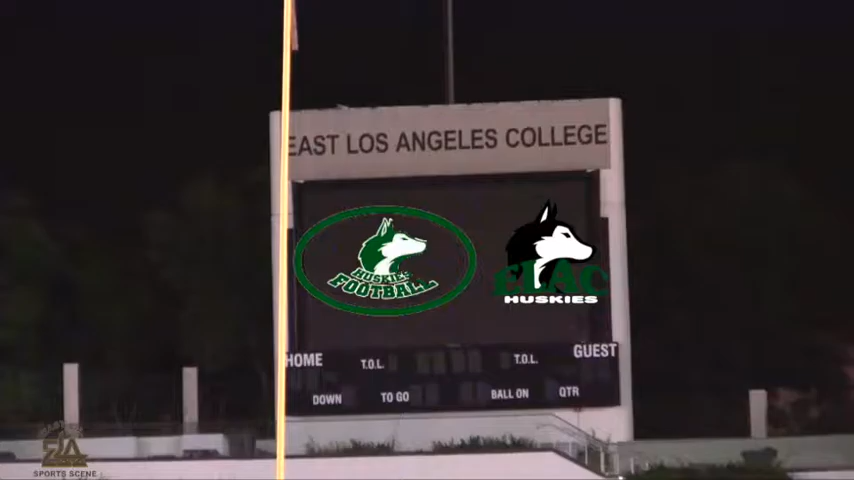 EAST LOS ANGELES COLLEGE
HUSKIES
FOOTBALL
ELAC
HUSKIES
HOME
T.O.L.
T.O.L.
GUEST
DOWN
TO GO
BALL ON
QTR
SPORTS SCENE